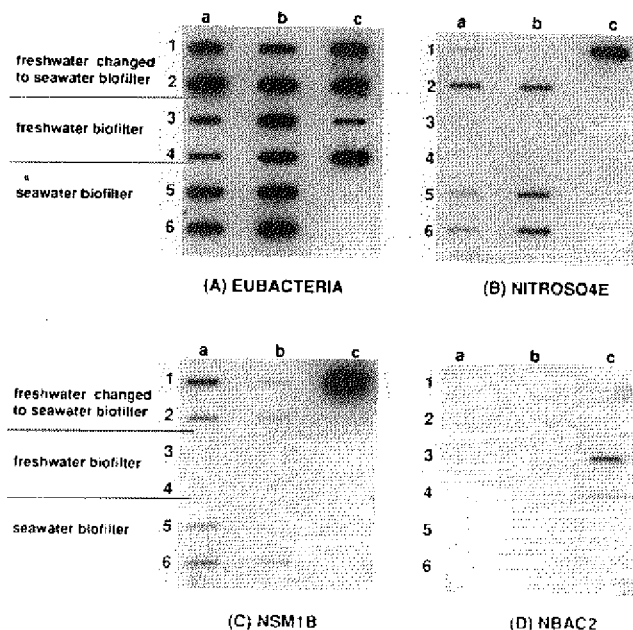 a b c
a b c
freshwater changed
to seawater biofilter
1
1
2
2
freshwater biofilter
3
3
4
4
seawater biofilter
5
5
6
6
(A) EUBACTERIA
(B) NITROSO4E
a b c
a b c
freshwater changed
to seawater biofilter
1
1
2
2
freshwater biofilter
3
3
4
4
seawater biofilter
5
5
6
6
(C) NSM1B
(D) NBAC2